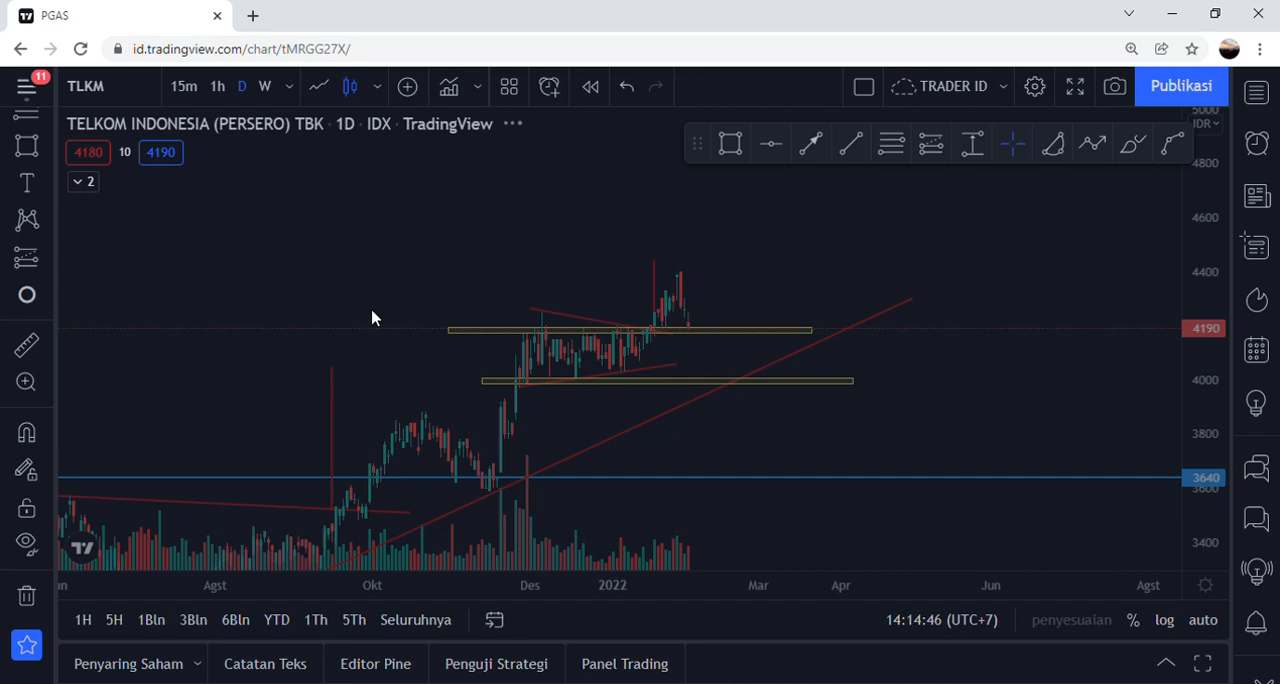 PGAS
id.tradingview.com/chart/tMRGG27X/
11
TLKM 15m 1h D W TRADER ID Publikasi
TELKOM INDONESIA (PERSERO) TBK · 1D · IDX · TradingView
4180 10 4190
2
5000
IDR
4800
4600
4400
4190
4000
3800
3640
3600
3400
un Agst Okt Des 2022 Mar Apr Jun Agst
1H 5H 1Bln 3Bln 6Bln YTD 1Th 5Th Seluruhnya 14:14:46 (UTC+7) penyesuaian % log auto
Penyaring Saham Catatan Teks Editor Pine Penguji Strategi Panel Trading